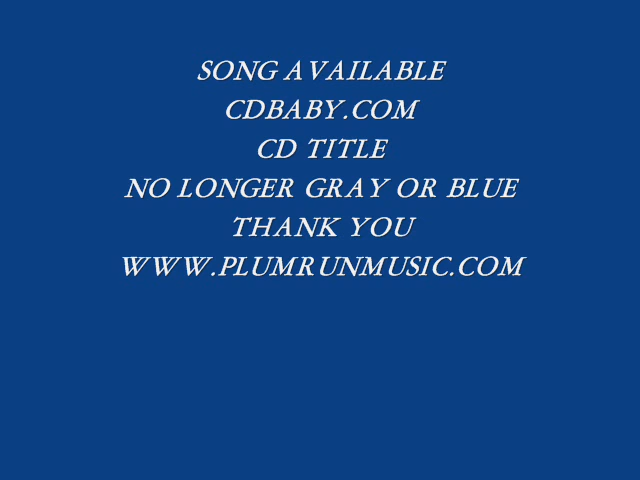 SONG AVAILABLE
CDBABY.COM
CD TITLE
NO LONGER GRAY OR BLUE
THANK YOU
WWW.PLUMRUNMUSIC.COM